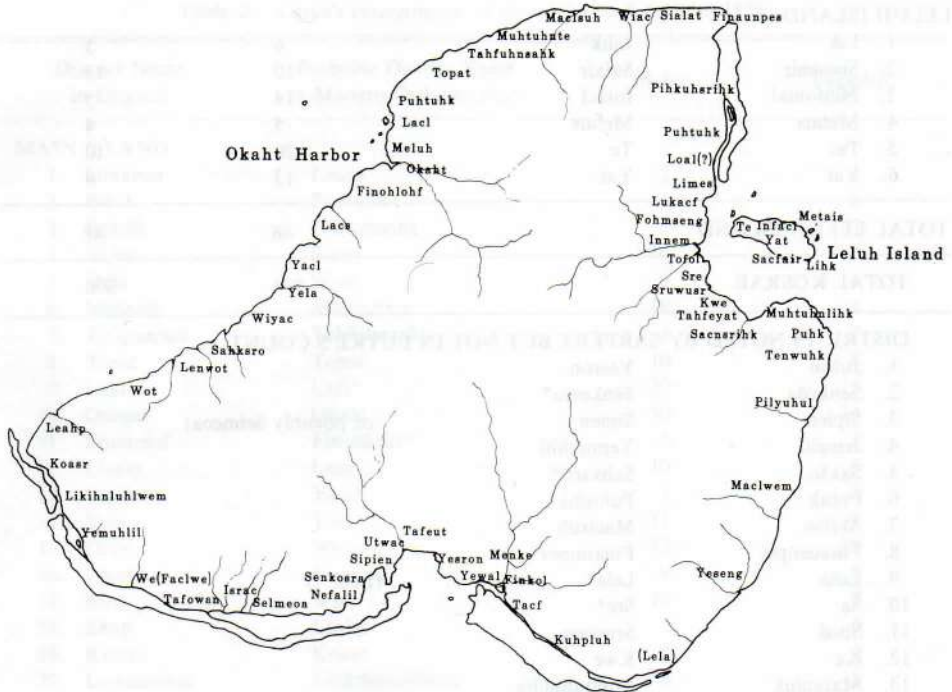 Maclsuh
Wiac
Sialat
Finaunpes
Muhtuhnte
Tahfuhnsahk
Topat
Puhtuhk
Lacl
Meluh
Okaht Harbor
Okaht
Finohlohf
Lacs
Yacl
Yela
Wiyac
Sahksro
Lenwot
Wot
Leahp
Koasr
Likihnluhlwem
Yemuhlil
We(Faclwe)
Tafowan
Israc
Selmeon
Nefalil
Senkosra
Sipien
Utwac
Tafeut
Yesron
Menke
Yewal
Finkol
Tacf
Kuhpluh
(Lela)
Yeseng
Maclwem
Pilyuhul
Tenwuhk
Puhk
Muhtuhnlihk
Sacnsrihk
Tahfeyat
Kwe
Sruwusr
Sre
Tofol
Innem
Fohmseng
Lukacf
Limes
Loal(?)
Puhtuhk
Pihkuhsrihk
Te
Infacl
Metais
Yat
Sacfair
Lihk
Leluh Island